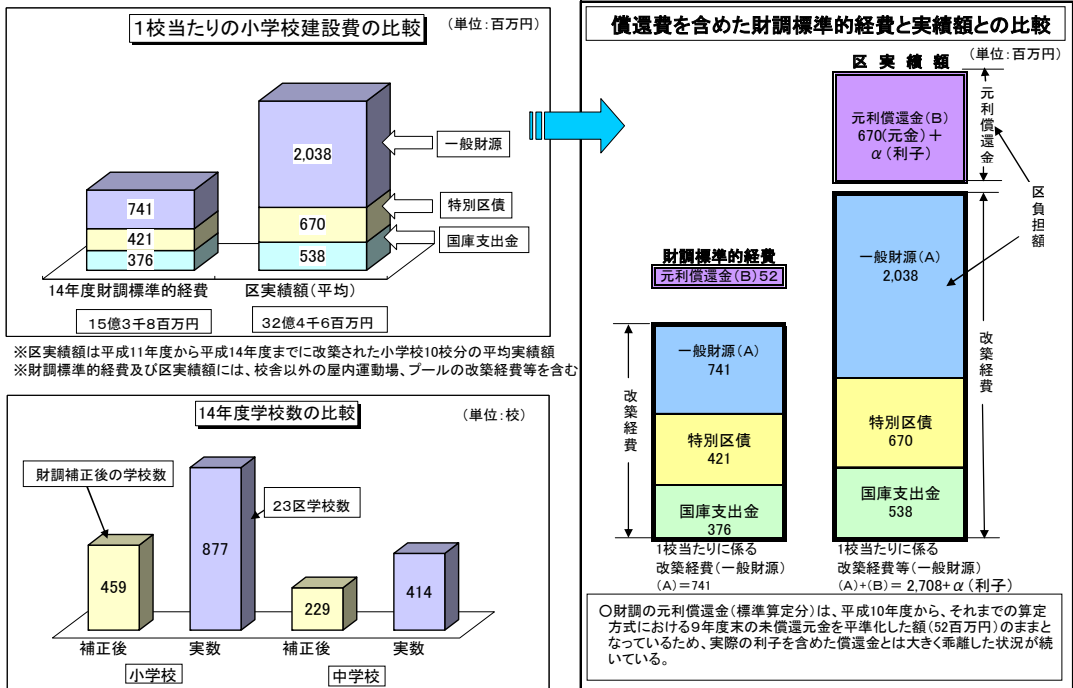 1校当たりの小学校建設費の比較
(単位:百万円)
2,038
670
538
741
421
376
一般財源
特別区債
国庫支出金
14年度財調標準的経費
区実績額(平均)
15億3千8百万円
32億4千6百万円
※区実績額は平成11年度から平成14年度までに改築された小学校10校分の平均実績額
※財調標準的経費及び区実績額には、校舎以外の屋内運動場、プールの改築経費等を含む
14年度学校数の比較
(単位:校)
財調補正後の学校数
23区学校数
459
877
229
414
補正後
実数
補正後
実数
小学校
中学校
償還費を含めた財調標準的経費と実績額との比較
(単位:百万円)
区実績額
元利償還金(B)
670(元金)+
α(利子)
元利償還金
区負担額
一般財源(A)
2,038
特別区債
670
国庫支出金
538
改築経費
財調標準的経費
元利償還金(B)52
一般財源(A)
741
特別区債
421
国庫支出金
376
改築経費
1校当たりに係る
改築経費(一般財源)
(A)=741
1校当たりに係る
改築経費等(一般財源)
(A)+(B)= 2,708+α(利子)
○財調の元利償還金(標準算定分)は、平成10年度から、それまでの算定
方式における9年度末の未償還元金を平準化した額(52百万円)のままと
なっているため、実際の利子を含めた償還金とは大きく乖離した状況が続
いている。